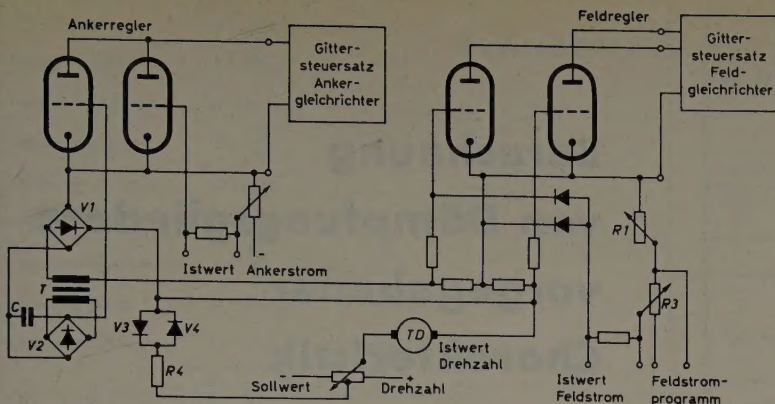 Ankerregler
Gitter-
steuersatz
Anker-
gleichrichter
Feldregler
Gitter-
steuersatz
Feld-
gleichrichter
V1
T
C
V2
Istwert Ankerstrom
V3
V4
R4
TD
Istwert
Drehzahl
Sollwert
Drehzahl
R1
R3
Istwert
Feldstrom
Feldstrom-
programm